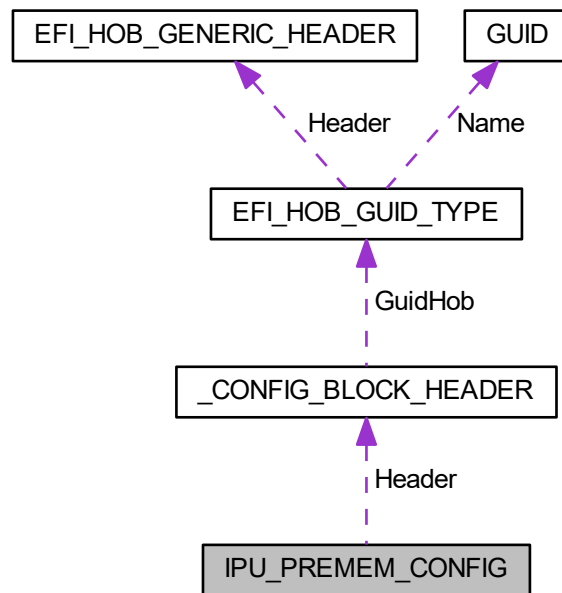 EFI_HOB_GENERIC_HEADER
GUID
Header
Name
EFI_HOB_GUID_TYPE
GuidHob
_CONFIG_BLOCK_HEADER
Header
IPU_PREMEM_CONFIG